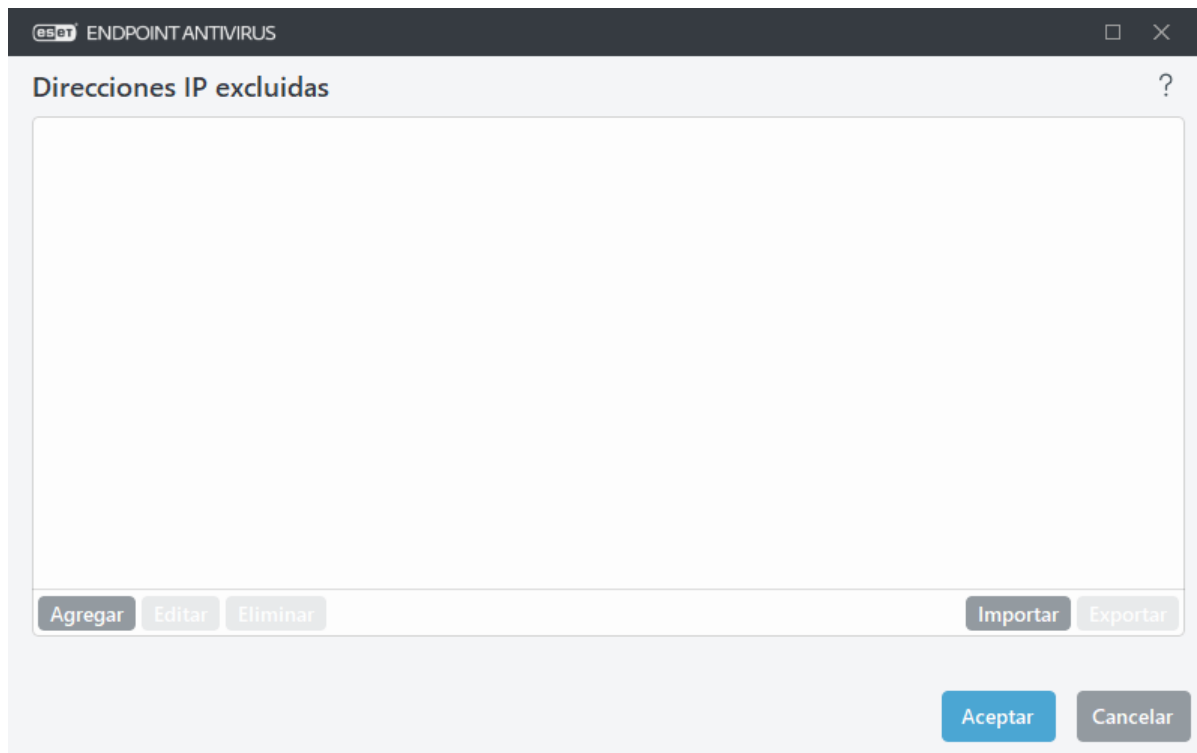 eset ENDPOINT ANTIVIRUS
Direcciones IP excluidas
?
Agregar Editar Eliminar Importar Exportar
Aceptar Cancelar